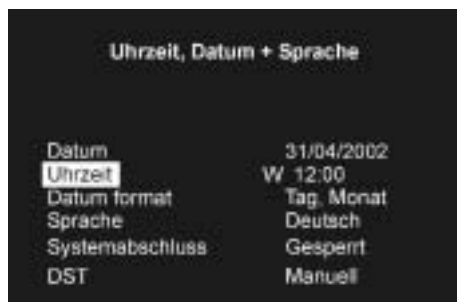 Uhrzeit, Datum + Sprache
Datum 31/04/2002
Uhrzeit W 12:00
Datum format Tag. Monat
Sprache Deutsch
Systemabschluss Gesperrt
DST Manuell